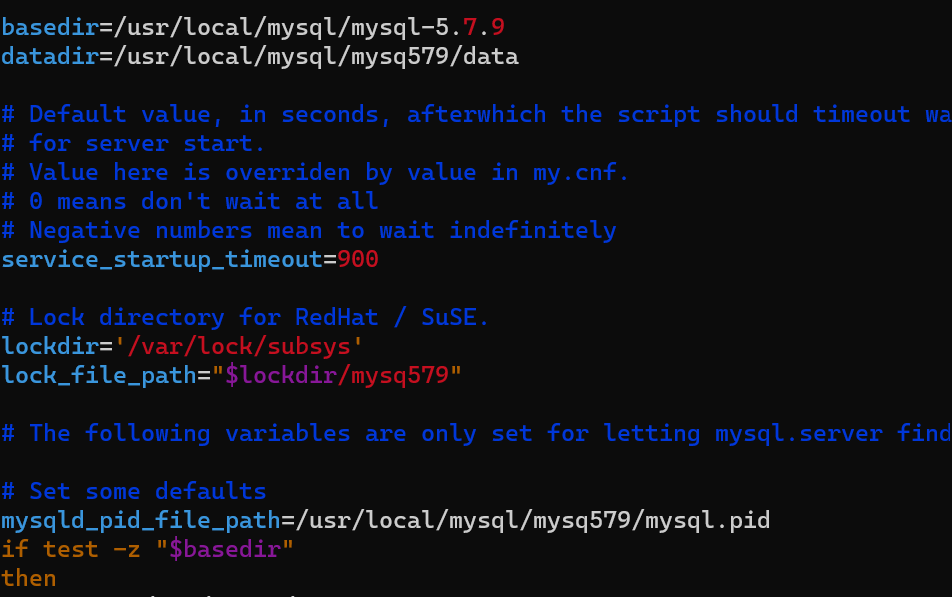 basedir=/usr/local/mysql/mysql-5.7.9
datadir=/usr/local/mysql/mysq579/data
# Default value, in seconds, afterwhich the script should timeout wa
# for server start.
# Value here is overriden by value in my.cnf.
# 0 means don't wait at all
# Negative numbers mean to wait indefinitely
service_startup_timeout=900
# Lock directory for RedHat / SuSE.
lockdir='/var/lock/subsys'
lock_file_path="$lockdir/mysq579"
# The following variables are only set for letting mysql.server find
# Set some defaults
mysqld_pid_file_path=/usr/local/mysql/mysq579/mysql.pid
if test -z "$basedir"
then